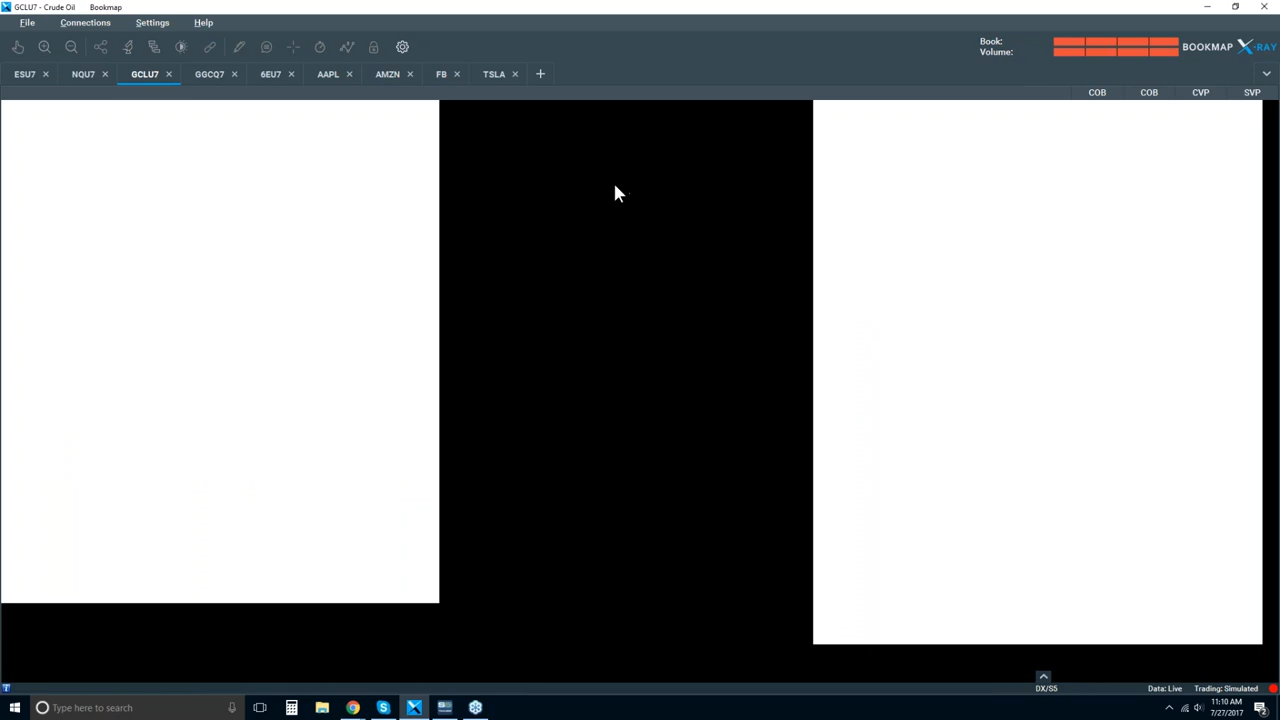 GCLU7 - Crude Oil Bookmap
File Connections Settings Help
Book:
Volume:
BOOKMAP X-RAY
ESU7 NQU7 GCLU7 GGCQ7 6EU7 AAPL AMZN FB TSLA
COB COB CVP SVP
DX/S5 Data: Live Trading: Simulated
Type here to search
11:10 AM
7/27/2017
2